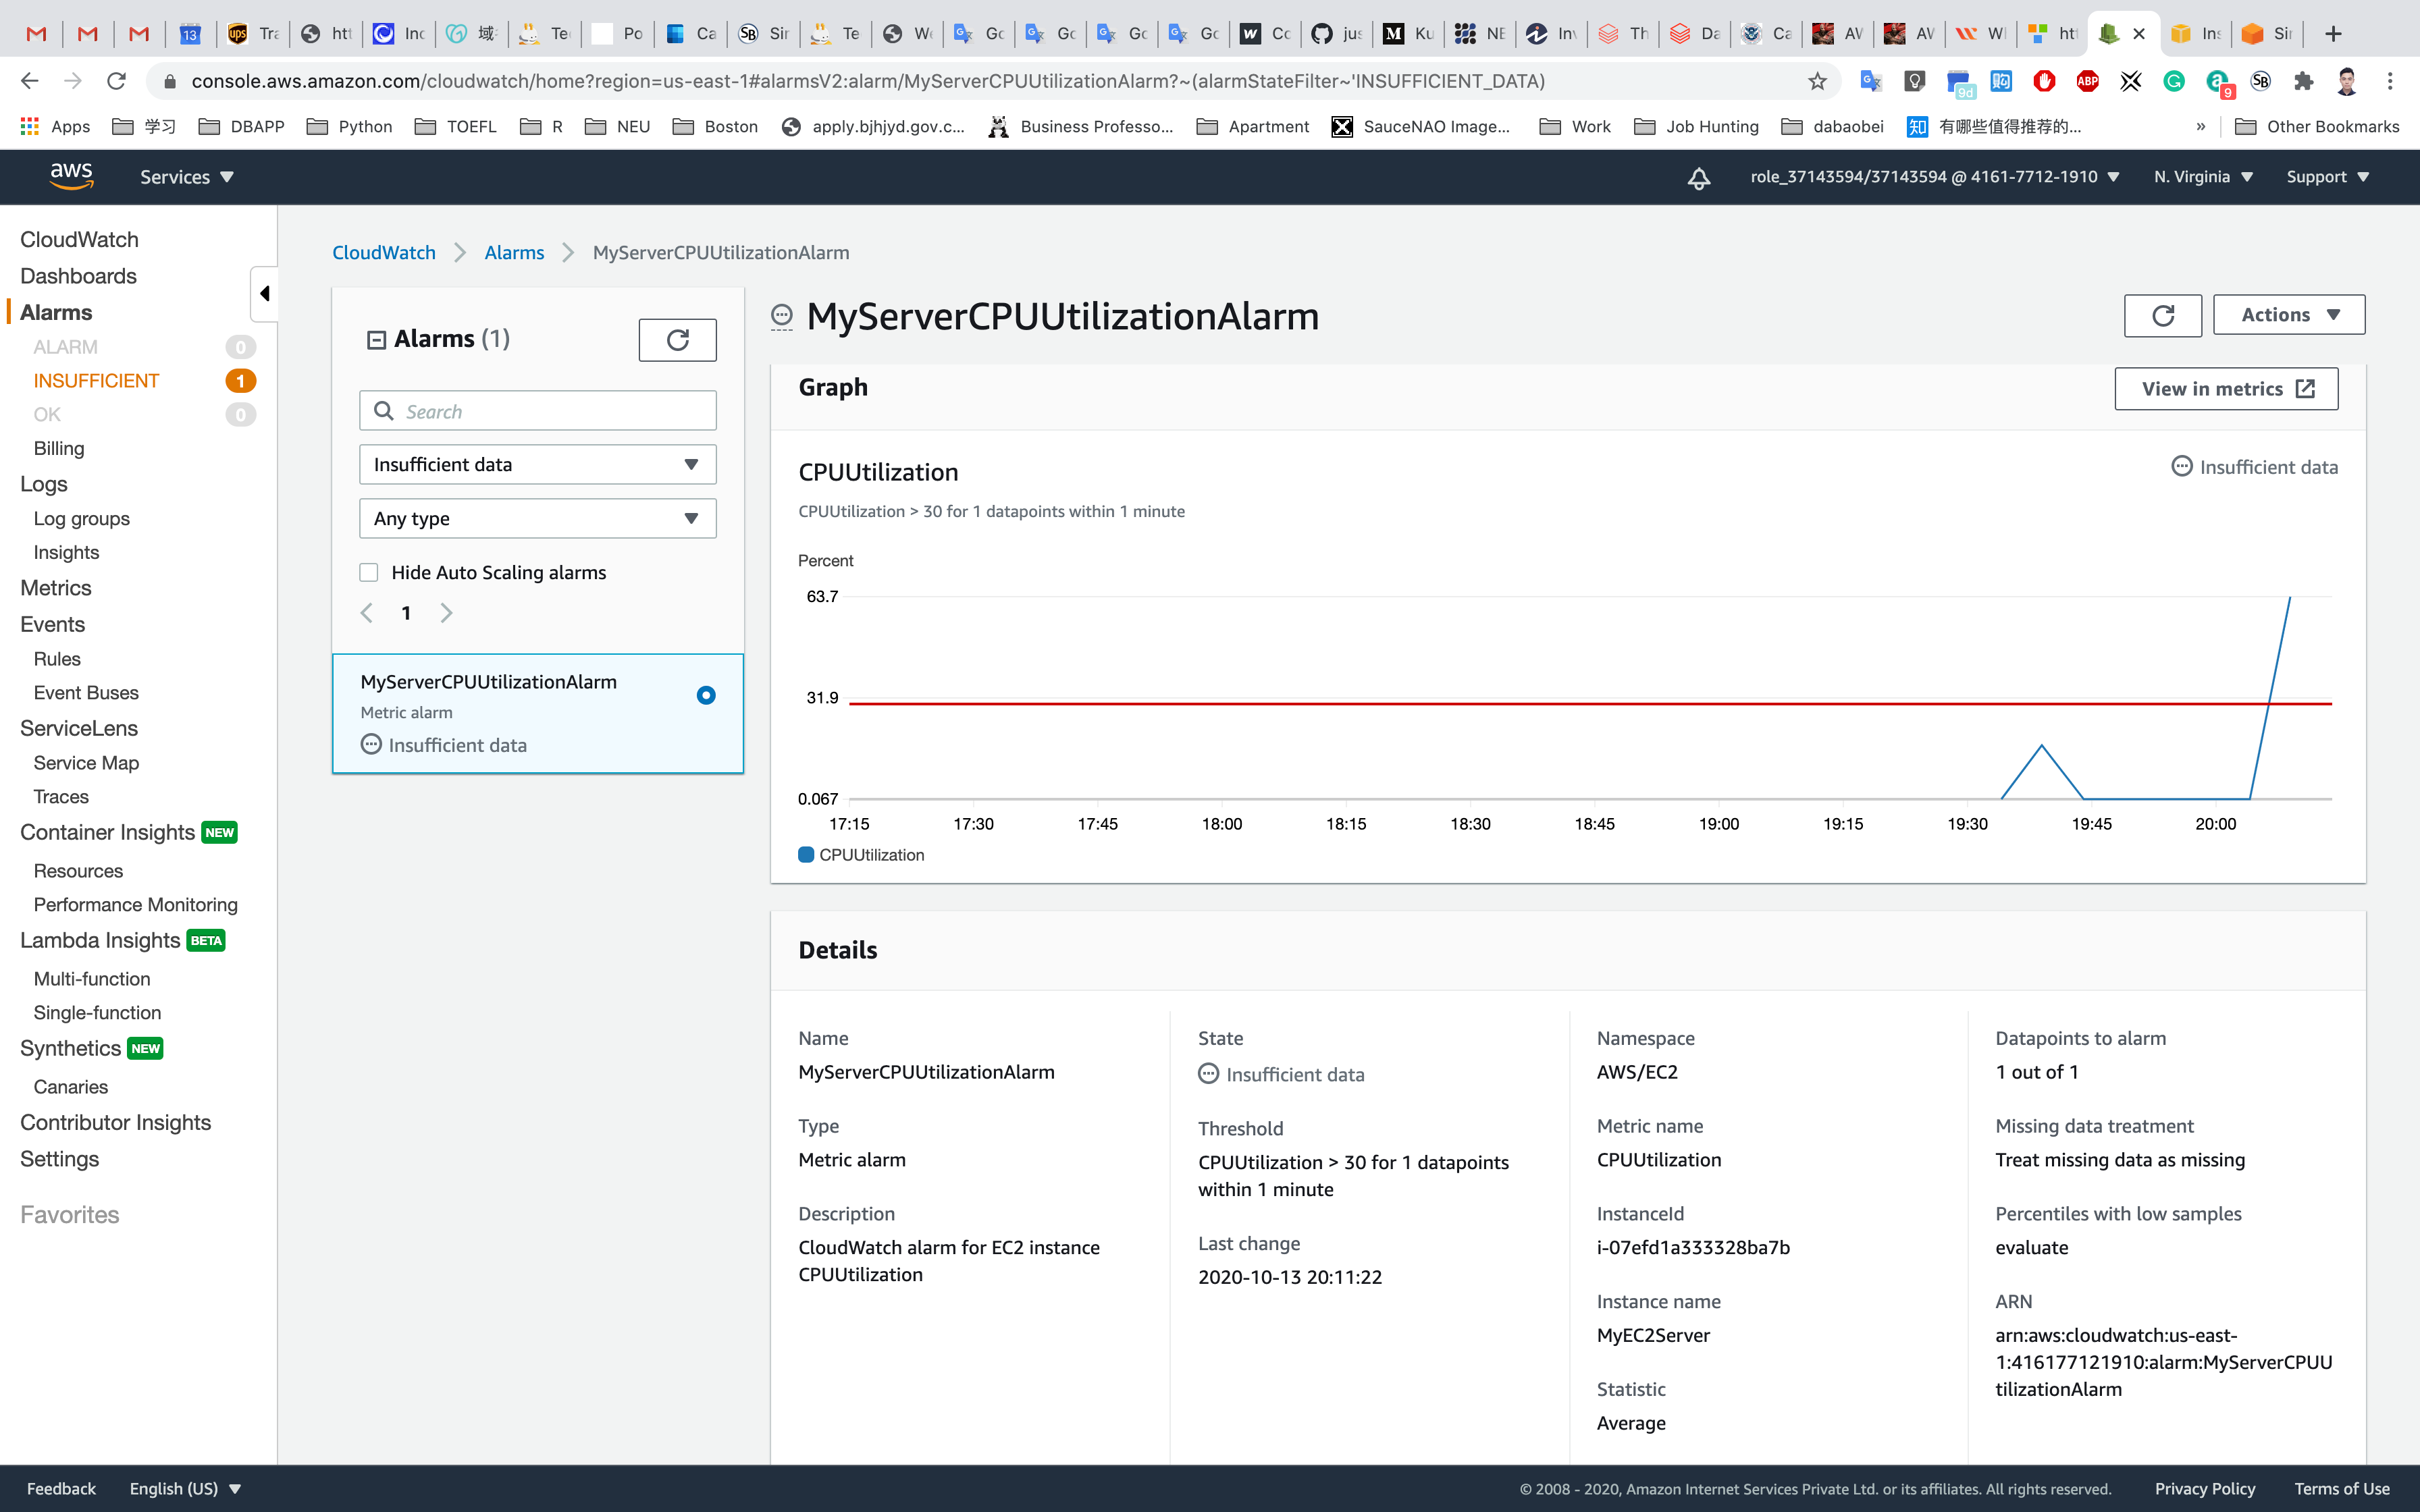 13
Tra
htt
Inc
域
Te
Po
Ca
Sir
Te
We
Gc
Gc
Gc
Gc
Cc
jus
Ku
NE
Inv
Th
Da
Ca
AW
AW
WI
htt
Ins
Sir
console.aws.amazon.com/cloudwatch/home?region=us-east-1#alarmsV2:alarm/MyServerCPUUtilizationAlarm?~(alarmStateFilter~'INSUFFICIENT_DATA)
9d
ABP
9
Apps
学习
DBAPP
Python
TOEFL
R
NEU
Boston
apply.bjhjyd.gov.c...
Business Professo...
Apartment
SauceNAO Image...
Work
Job Hunting
dabaobei
知 有哪些值得推荐的...
»
Other Bookmarks
aws
Services
role_37143594/37143594 @ 4161-7712-1910
N. Virginia
Support
CloudWatch
Dashboards
Alarms
ALARM 0
INSUFFICIENT 1
OK 0
Billing
Logs
Log groups
Insights
Metrics
Events
Rules
Event Buses
ServiceLens
Service Map
Traces
Container Insights NEW
Resources
Performance Monitoring
Lambda Insights BETA
Multi-function
Single-function
Synthetics NEW
Canaries
Contributor Insights
Settings
Favorites
CloudWatch > Alarms > MyServerCPUUtilizationAlarm
Alarms (1)
Search
Insufficient data
Any type
Hide Auto Scaling alarms
1
MyServerCPUUtilizationAlarm
Metric alarm
Insufficient data
MyServerCPUUtilizationAlarm
Actions
Graph
View in metrics
CPUUtilization
Insufficient data
CPUUtilization > 30 for 1 datapoints within 1 minute
Percent
63.7
31.9
0.067
17:15 17:30 17:45 18:00 18:15 18:30 18:45 19:00 19:15 19:30 19:45 20:00
CPUUtilization
Details
Name
MyServerCPUUtilizationAlarm
Type
Metric alarm
Description
CloudWatch alarm for EC2 instance
CPUUtilization
State
Insufficient data
Threshold
CPUUtilization > 30 for 1 datapoints
within 1 minute
Last change
2020-10-13 20:11:22
Namespace
AWS/EC2
Metric name
CPUUtilization
InstanceId
i-07efd1a333328ba7b
Instance name
MyEC2Server
Statistic
Average
Datapoints to alarm
1 out of 1
Missing data treatment
Treat missing data as missing
Percentiles with low samples
evaluate
ARN
arn:aws:cloudwatch:us-east-
1:416177121910:alarm:MyServerCPUU
tilizationAlarm
Feedback
English (US)
© 2008 - 2020, Amazon Internet Services Private Ltd. or its affiliates. All rights reserved.
Privacy Policy
Terms of Use